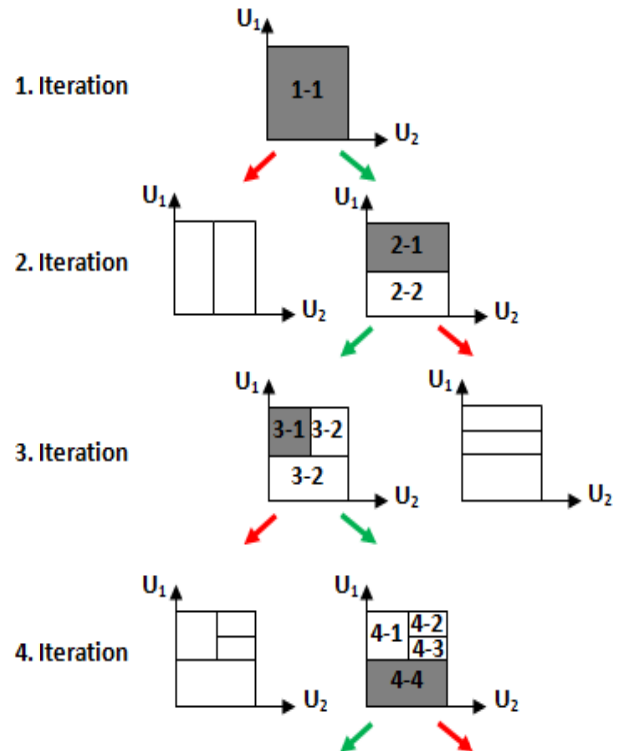 U₁
1. Iteration
1-1
U₂
U₁
U₁
2. Iteration
2-1
2-2
U₂
U₂
U₁
U₁
3. Iteration
3-1 3-2
3-2
U₂
U₂
U₁
U₁
4. Iteration
4-1
4-2
4-3
4-4
U₂
U₂